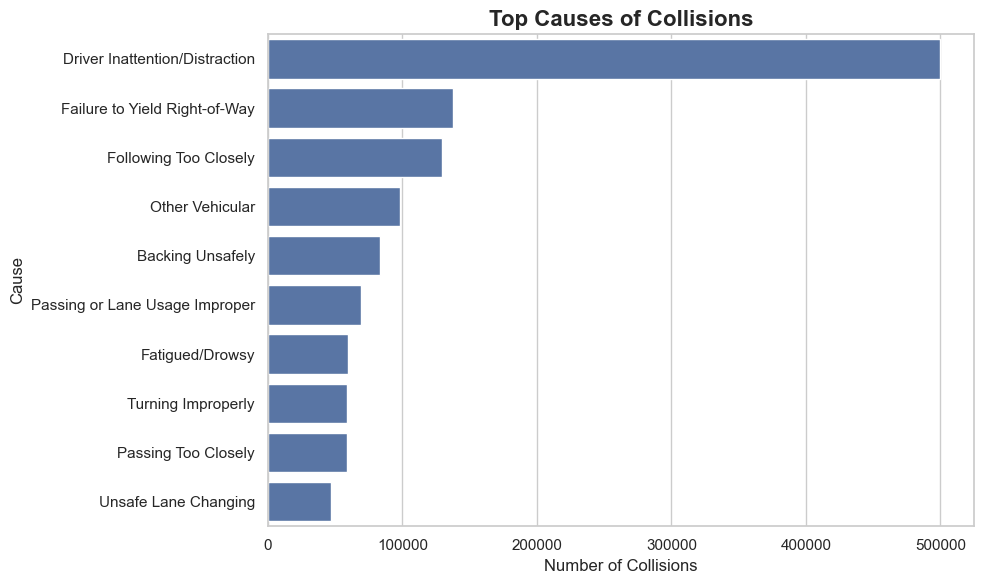 Top Causes of Collisions
Cause
Driver Inattention/Distraction
Failure to Yield Right-of-Way
Following Too Closely
Other Vehicular
Backing Unsafely
Passing or Lane Usage Improper
Fatigued/Drowsy
Turning Improperly
Passing Too Closely
Unsafe Lane Changing
0 100000 200000 300000 400000 500000
Number of Collisions